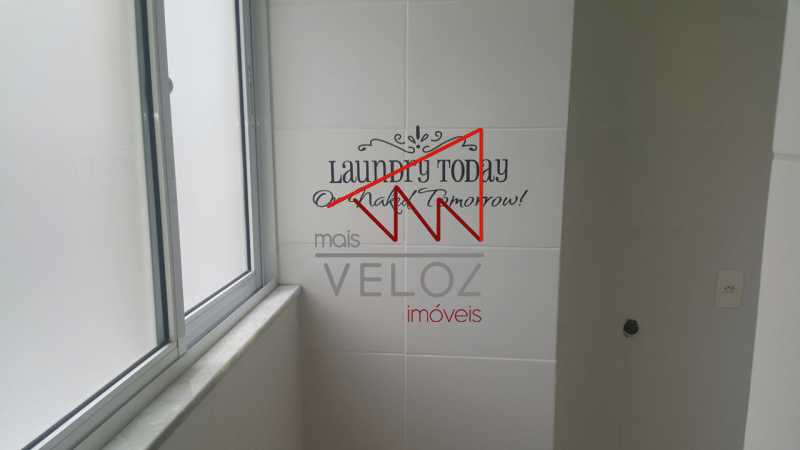 Laundry Today
Or Naked Tomorrow!
mais
VELOZ
imóveis